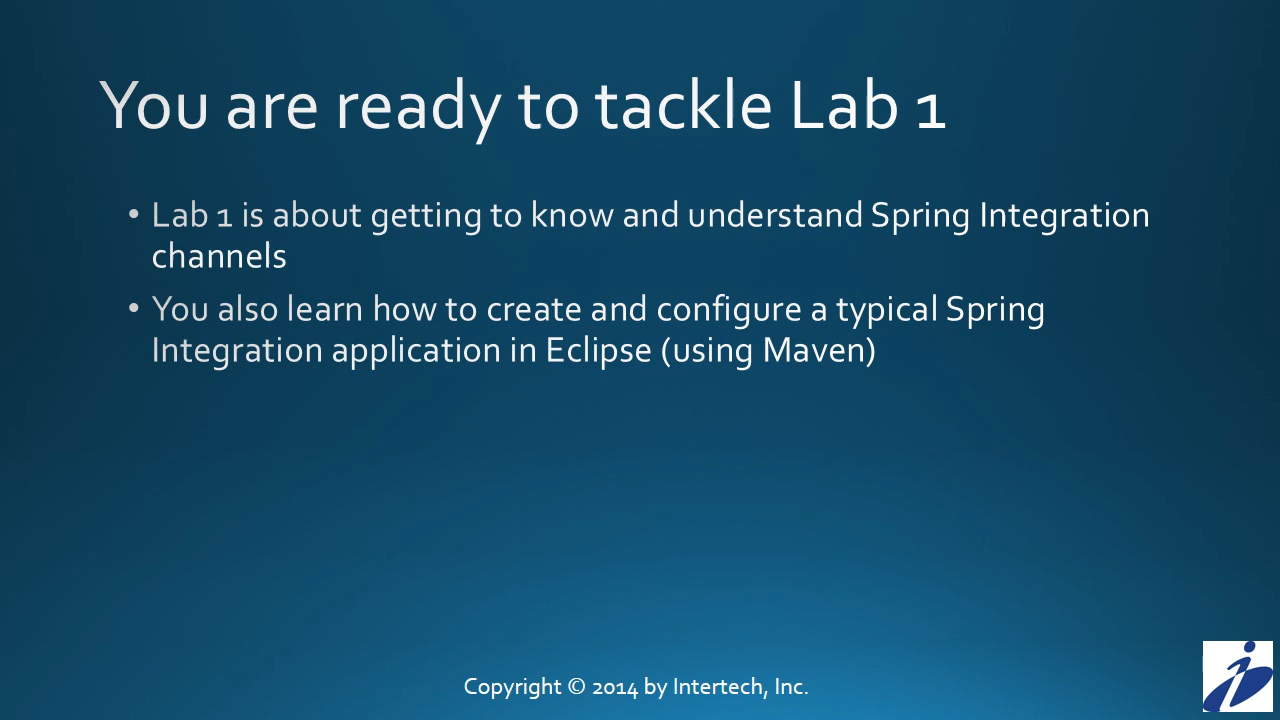 You are ready to tackle Lab 1
• Lab 1 is about getting to know and understand Spring Integration
channels
• You also learn how to create and configure a typical Spring
Integration application in Eclipse (using Maven)
Copyright © 2014 by Intertech, Inc.